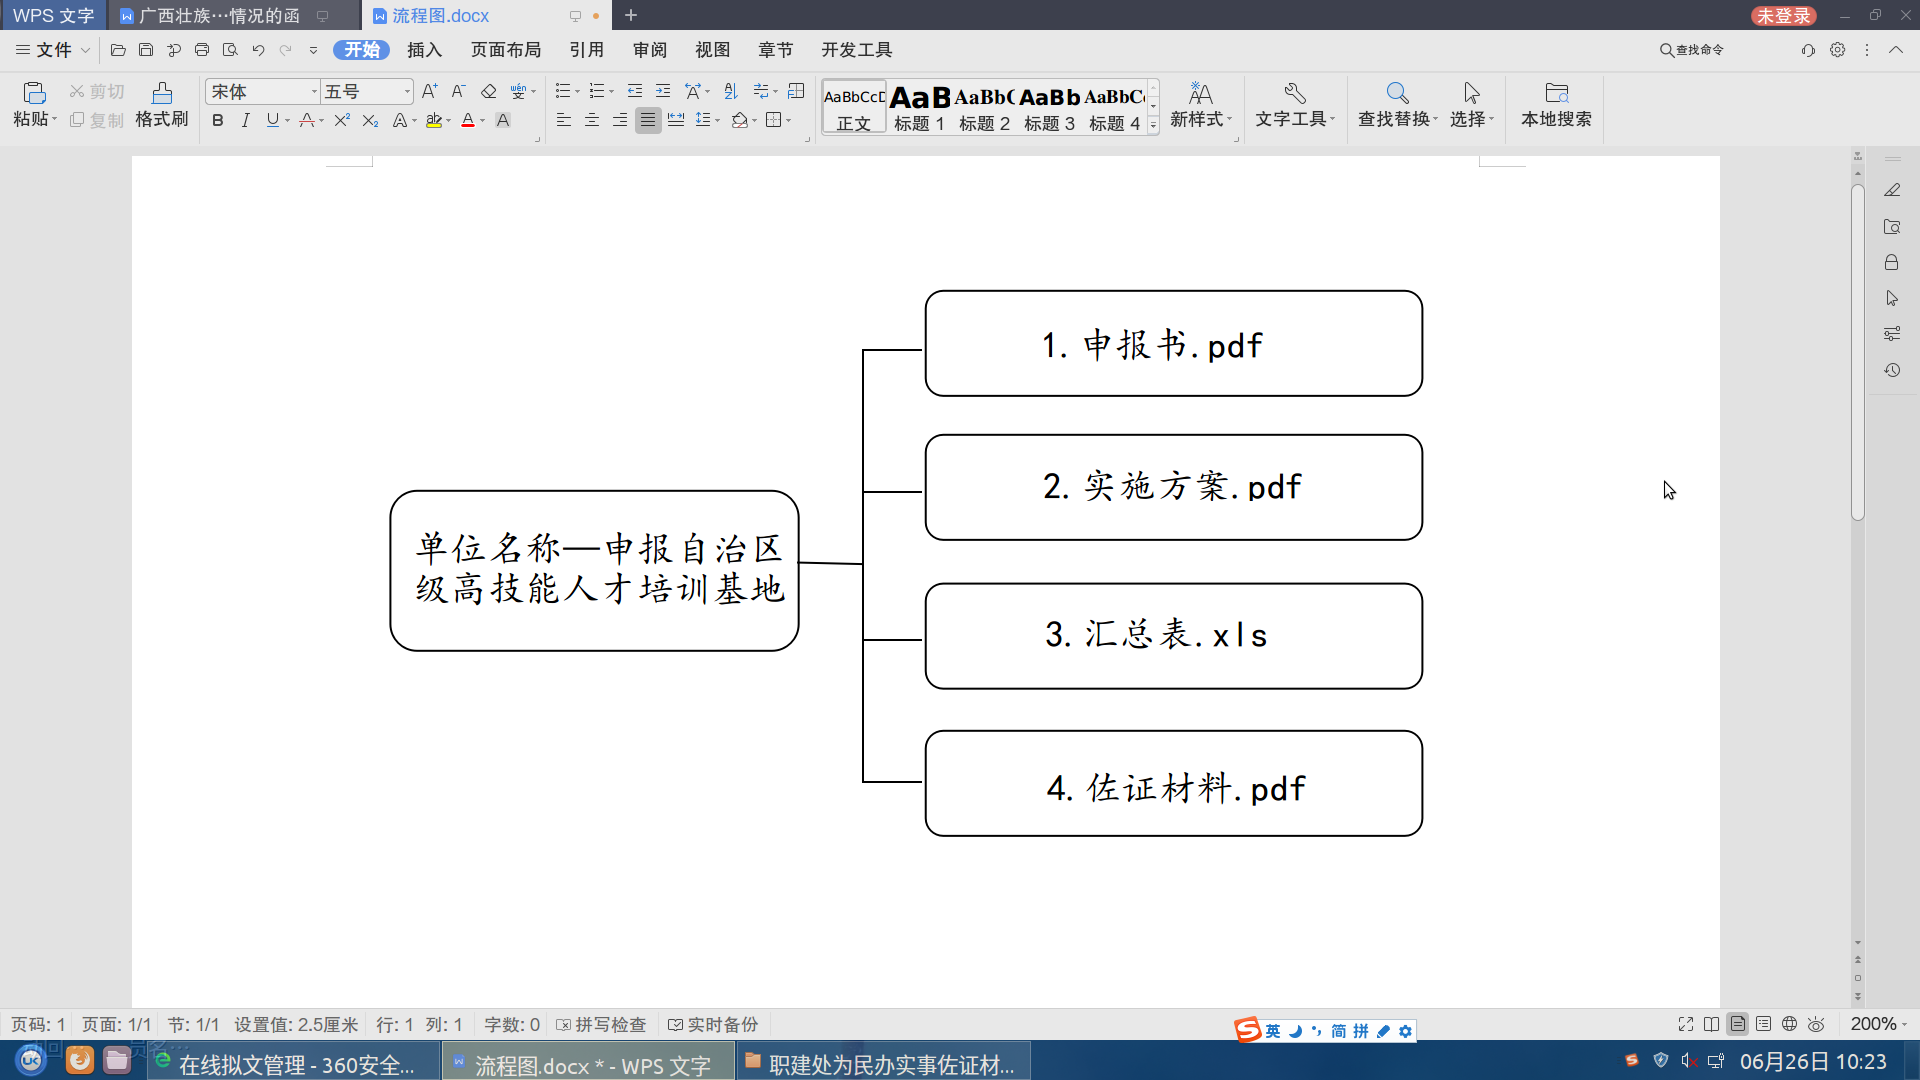 WPS 文字
广西壮族…情况的函
流程图.docx
未登录
文件
开始
插入
页面布局
引用
审阅
视图
章节
开发工具
查找命令
粘贴
剪切
复制
格式刷
宋体
五号
AaBbCcD
正文
AaB
标题 1
AaBb(
标题 2
AaBb
标题 3
AaBbC
标题 4
新样式
文字工具
查找替换
选择
本地搜索
单位名称—申报自治区
级高技能人才培训基地
1.申报书.pdf
2.实施方案.pdf
3.汇总表.xls
4.佐证材料.pdf
页码: 1
页面: 1/1
节: 1/1
设置值: 2.5厘米
行: 1
列: 1
字数: 0
拼写检查
实时备份
英
简
拼
200%
在线拟文管理 - 360安全...
流程图.docx * - WPS 文字
职建处为民办实事佐证材...
06月26日 10:23